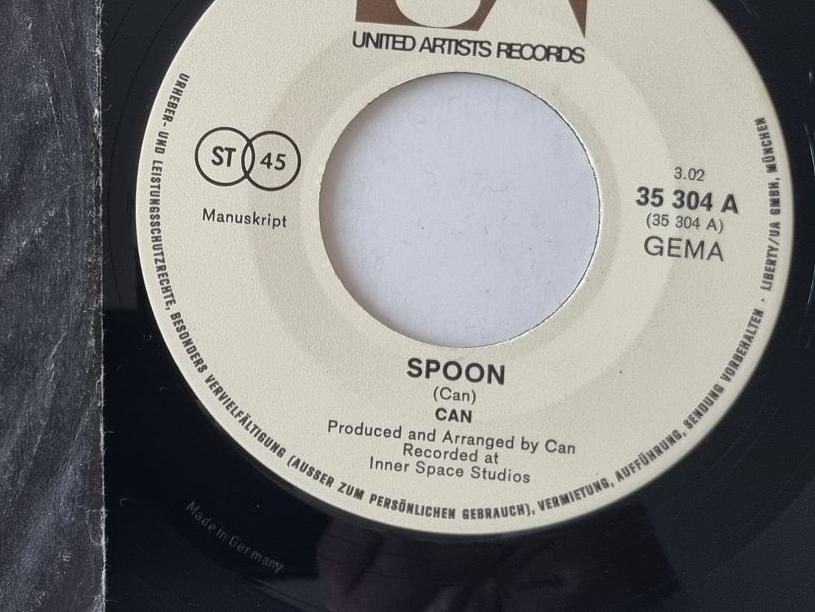 UNITED ARTISTS RECORDS
ST 45
Manuskript
3.02
35 304 A
(35 304 A)
GEMA
SPOON
(Can)
CAN
Produced and Arranged by Can
Recorded at
Inner Space Studios
URHEBER- UND LEISTUNGSSCHUTZRECHTE, BESONDERS VERVIELFÄLTIGUNG (AUSSER ZUM PERSÖNLICHEN GEBRAUCH), VERMIETUNG, AUFFÜHRUNG, SENDUNG VORBEHALTEN · LIBERTY/UA GMBH, MÜNCHEN
Made in Germany